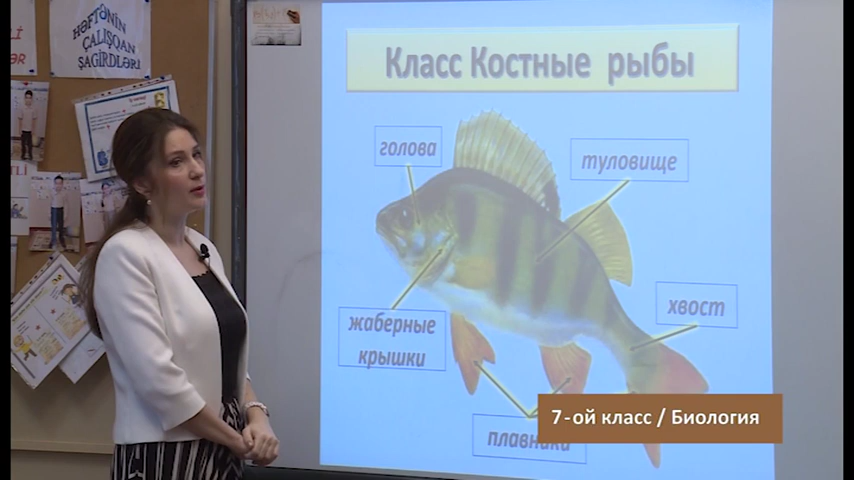 HƏFTƏNİN
ÇALIŞQAN
ŞAGİRDLƏRİ
Класс Костные рыбы
голова
туловище
хвост
жаберные
крышки
плавники
7-ой класс / Биология